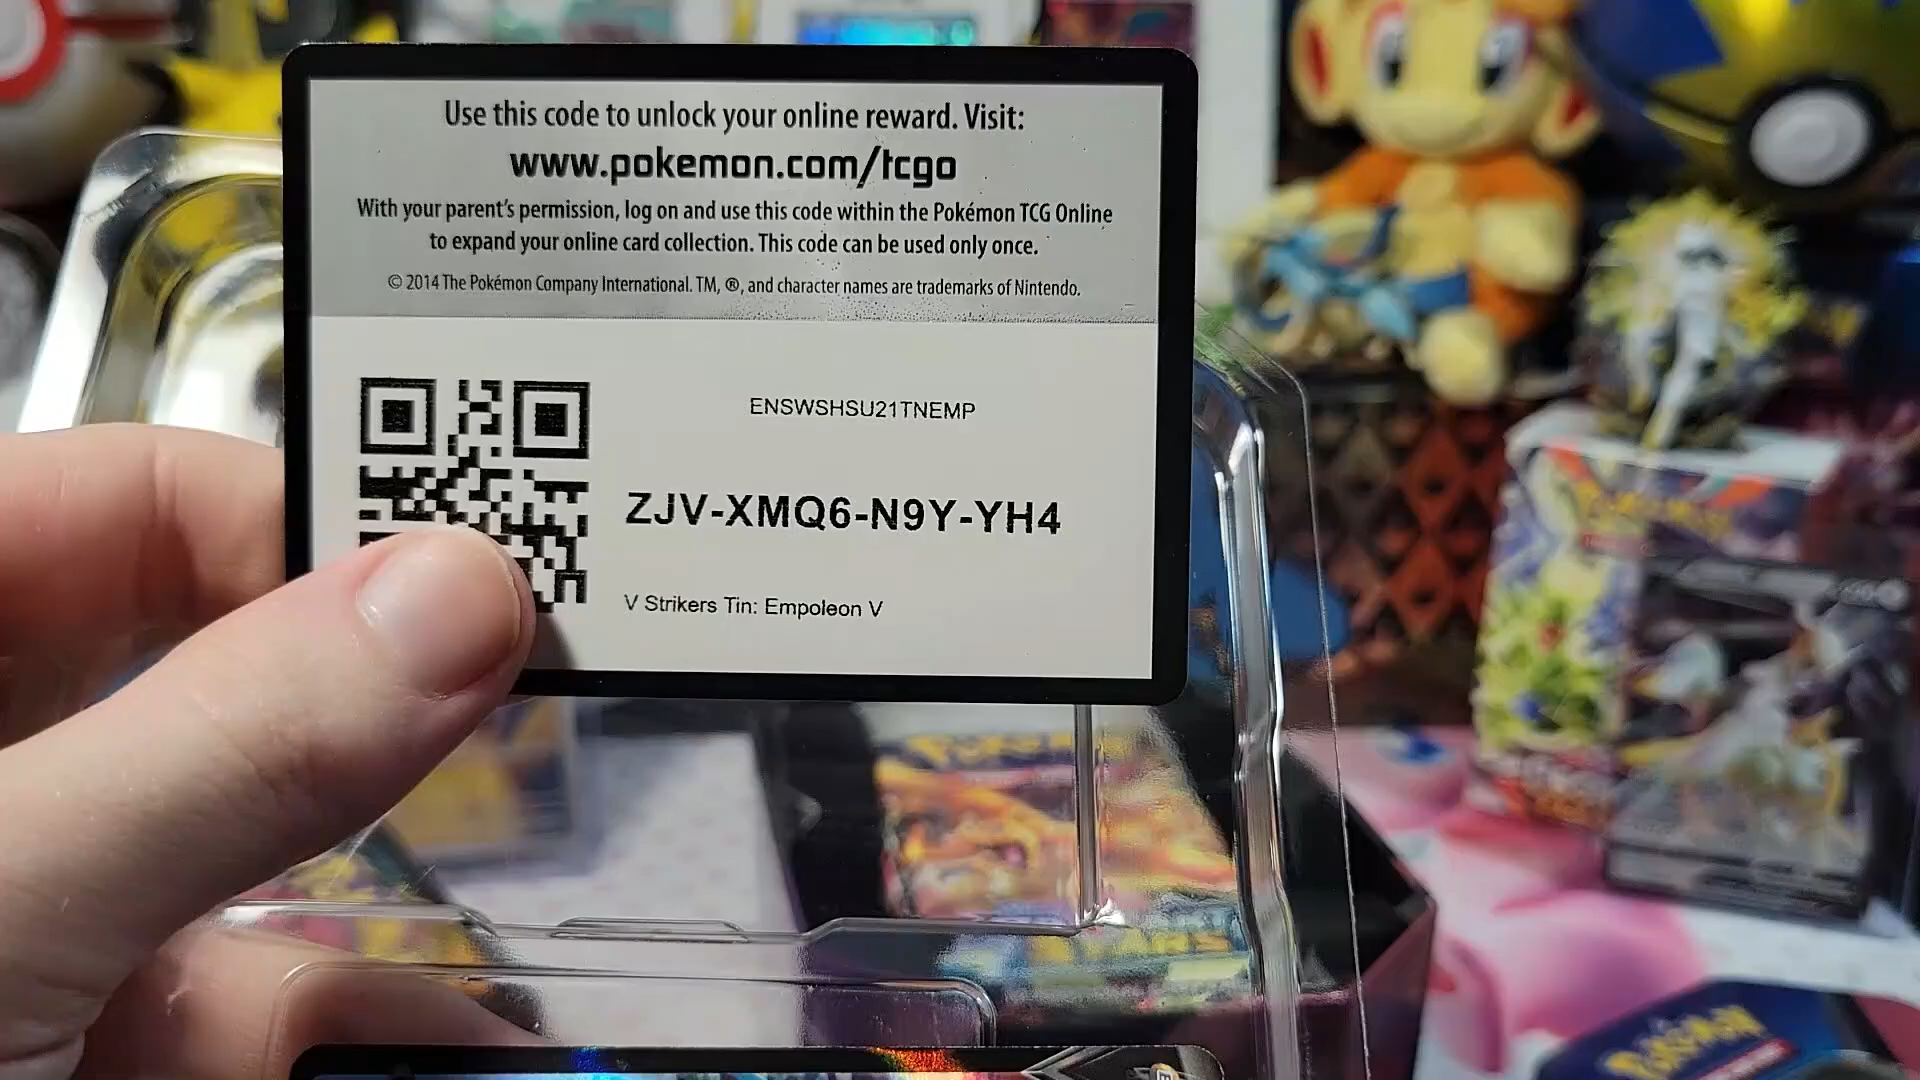 Use this code to unlock your online reward. Visit:
www.pokemon.com/tcgo
With your parent's permission, log on and use this code within the Pokémon TCG Online
to expand your online card collection. This code can be used only once.
© 2014 The Pokémon Company International. TM, ®, and character names are trademarks of Nintendo.
ENSWSHSU21TNEMP
ZJV-XMQ6-N9Y-YH4
V Strikers Tin: Empoleon V
Pokémon